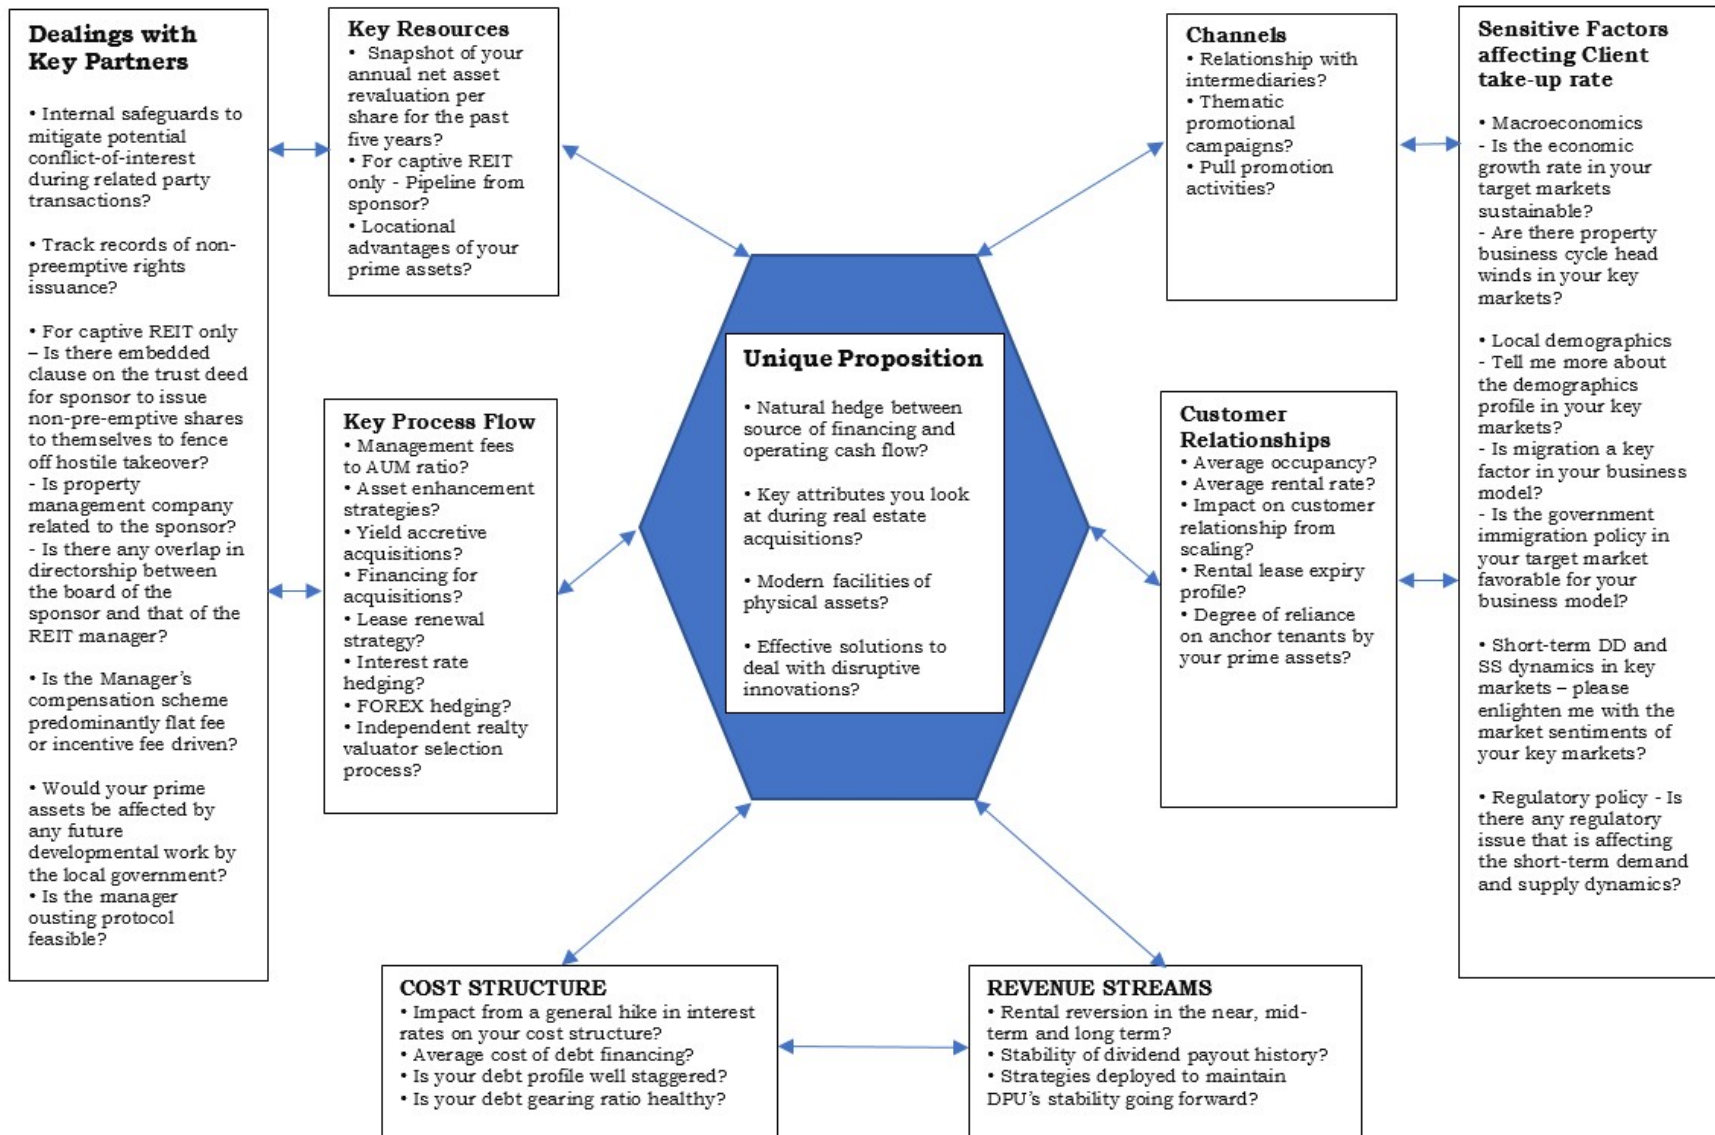 Dealings with
Key Partners
• Internal safeguards to
mitigate potential
conflict-of-interest
during related party
transactions?
• Track records of non-
preemptive rights
issuance?
• For captive REIT only
– Is there embedded
clause on the trust deed
for sponsor to issue
non-pre-emptive shares
to themselves to fence
off hostile takeover?
- Is property
management company
related to the sponsor?
- Is there any overlap in
directorship between
the board of the
sponsor and that of the
REIT manager?
• Is the Manager’s
compensation scheme
predominantly flat fee
or incentive fee driven?
• Would your prime
assets be affected by
any future
developmental work by
the local government?
• Is the manager
ousting protocol
feasible?
Key Resources
• Snapshot of your
annual net asset
revaluation per
share for the past
five years?
• For captive REIT
only - Pipeline from
sponsor?
• Locational
advantages of your
prime assets?
Key Process Flow
• Management fees
to AUM ratio?
• Asset enhancement
strategies?
• Yield accretive
acquisitions?
• Financing for
acquisitions?
• Lease renewal
strategy?
• Interest rate
hedging?
• FOREX hedging?
• Independent realty
valuator selection
process?
Unique Proposition
• Natural hedge between
source of financing and
operating cash flow?
• Key attributes you look
at during real estate
acquisitions?
• Modern facilities of
physical assets?
• Effective solutions to
deal with disruptive
innovations?
Channels
• Relationship with
intermediaries?
• Thematic
promotional
campaigns?
• Pull promotion
activities?
Customer
Relationships
• Average occupancy?
• Average rental rate?
• Impact on customer
relationship from
scaling?
• Rental lease expiry
profile?
• Degree of reliance
on anchor tenants by
your prime assets?
Sensitive Factors
affecting Client
take-up rate
• Macroeconomics
- Is the economic
growth rate in your
target markets
sustainable?
- Are there property
business cycle head
winds in your key
markets?
• Local demographics
- Tell me more about
the demographics
profile in your key
markets?
- Is migration a key
factor in your business
model?
- Is the government
immigration policy in
your target market
favorable for your
business model?
• Short-term DD and
SS dynamics in key
markets – please
enlighten me with the
market sentiments of
your key markets?
• Regulatory policy - Is
there any regulatory
issue that is affecting
the short-term demand
and supply dynamics?
COST STRUCTURE
• Impact from a general hike in interest
rates on your cost structure?
• Average cost of debt financing?
• Is your debt profile well staggered?
• Is your debt gearing ratio healthy?
REVENUE STREAMS
• Rental reversion in the near, mid-
term and long term?
• Stability of dividend payout history?
• Strategies deployed to maintain
DPU’s stability going forward?